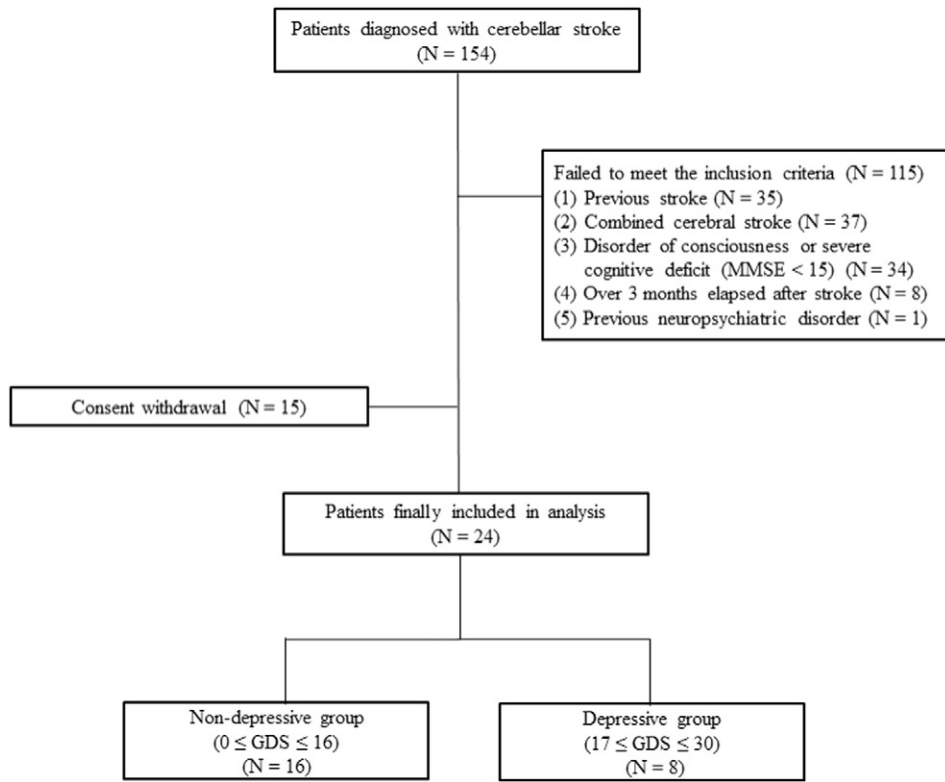 Patients diagnosed with cerebellar stroke
(N = 154)
Failed to meet the inclusion criteria (N = 115)
(1) Previous stroke (N = 35)
(2) Combined cerebral stroke (N = 37)
(3) Disorder of consciousness or severe
cognitive deficit (MMSE < 15) (N = 34)
(4) Over 3 months elapsed after stroke (N = 8)
(5) Previous neuropsychiatric disorder (N = 1)
Consent withdrawal (N = 15)
Patients finally included in analysis
(N = 24)
Non-depressive group
(0 ≤ GDS ≤ 16)
(N = 16)
Depressive group
(17 ≤ GDS ≤ 30)
(N = 8)